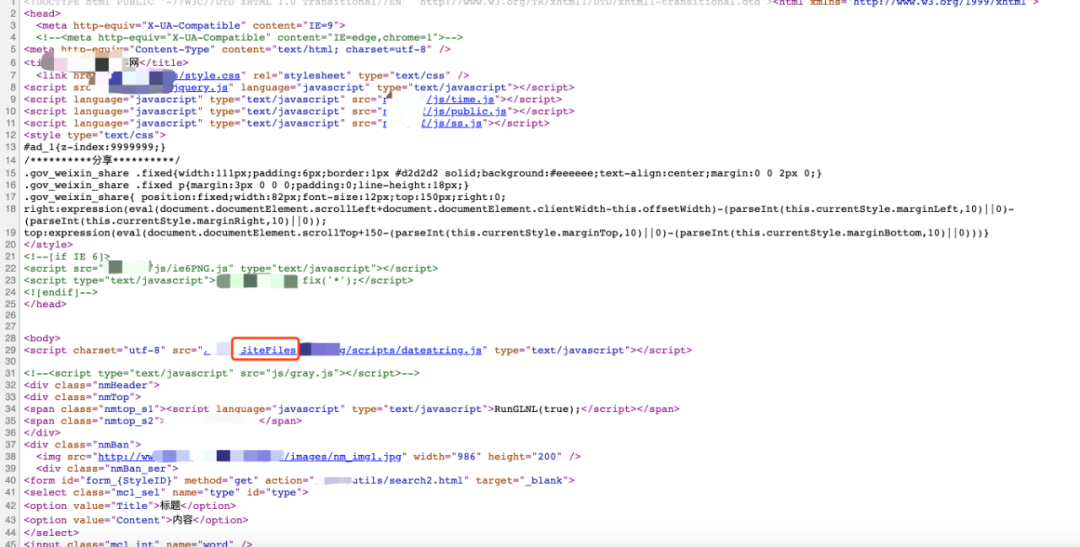 1 <!DOCTYPE html PUBLIC "-//W3C//DTD XHTML 1.0 Transitional//EN" "http://www.w3.org/TR/xhtml1/DTD/xhtml1-transitional.dtd"><html xmlns="http://www.w3.org/1999/xhtml">
2 <head>
3 <meta http-equiv="X-UA-Compatible" content="IE=9">
4 <!--<meta http-equiv="X-UA-Compatible" content="IE=edge,chrome=1">-->
5 <meta http-equiv="Content-Type" content="text/html; charset=utf-8" />
6 网</title>
7 <link /style.css" rel="stylesheet" type="text/css" />
8 <script jquery.js" language="javascript" type="text/javascript"></script>
9 <script language="javascript" type="text/javascript" src=" /js/time.js"></script>
10 <script language="javascript" type="text/javascript" src=" /js/public.js"></script>
11 <script language="javascript" type="text/javascript" src=" /js/ss.js"></script>
12 <style type="text/css">
13 #ad_1{z-index:9999999;}
14 /**********分享**********/
15 .gov_weixin_share .fixed{width:111px;padding:6px;border:1px #d2d2d2 solid;background:#eeeeee;text-align:center;margin:0 0 2px 0;}
16 .gov_weixin_share .fixed p{margin:3px 0 0 0;padding:0;line-height:18px;}
17 .gov_weixin_share{ position:fixed;width:82px;font-size:12px;top:150px;right:0;
18 right:expression(eval(document.documentElement.scrollLeft+document.documentElement.clientWidth-this.offsetWidth)-(parseInt(this.currentStyle.marginLeft,10)||0)-
(parseInt(this.currentStyle.marginRight,10)||0));
19 top:expression(eval(document.documentElement.scrollTop+150-(parseInt(this.currentStyle.marginTop,10)||0)-(parseInt(this.currentStyle.marginBottom,10)||0)))}
20 </style>
21 <!--[if IE 6]>
22 <script src=" /js/ie6PNG.js" type="text/javascript"></script>
23 <script type="text/javascript"> fix('*');</script>
24 <![endif]-->
25 </head>
26
27
28 <body>
29 <script charset="utf-8" src="/ SiteFiles /scripts/datestring.js" type="text/javascript"></script>
30
31 <!--<script type="text/javascript" src="js/gray.js"></script>-->
32 <div class="nmHeader">
33 <div class="nmTop">
34 <span class="nmtop_s1"><script language="javascript" type="text/javascript">RunGLNL(true);</script></span>
35 <span class="nmtop_s2"> </span>
36 </div>
37 <div class="nmBan">
38 <img src="http:// /images/nm_img1.jpg" width="986" height="200" />
39 <div class="nmBan_ser">
40 <form id="form_{StyleID}" method="get" action=" utils/search2.html" target="_blank">
41 <select class="mc1_sel" name="type" id="type">
42 <option value="Title">标题</option>
43 <option value="Content">内容</option>
44 </select>
45 <input class="mc1_int" name="word" />